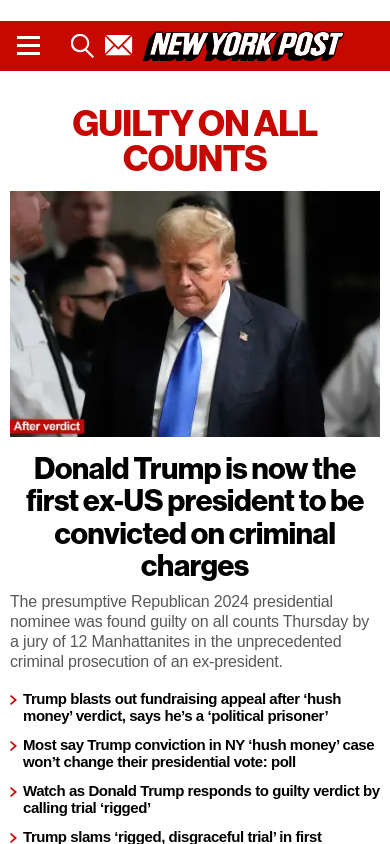 NEW YORK POST
GUILTY ON ALL
COUNTS
After verdict
Donald Trump is now the
first ex-US president to be
convicted on criminal
charges
The presumptive Republican 2024 presidential
nominee was found guilty on all counts Thursday by
a jury of 12 Manhattanites in the unprecedented
criminal prosecution of an ex-president.
Trump blasts out fundraising appeal after ‘hush
money’ verdict, says he’s a ‘political prisoner’
Most say Trump conviction in NY ‘hush money’ case
won’t change their presidential vote: poll
Watch as Donald Trump responds to guilty verdict by
calling trial ‘rigged’
Trump slams ‘rigged, disgraceful trial’ in first